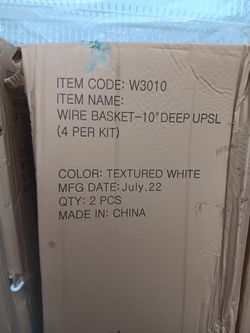 ITEM CODE: W3010
ITEM NAME:
WIRE BASKET-10" DEEP UPSL
(4 PER KIT)
COLOR: TEXTURED WHITE
MFG DATE: July.22
QTY: 2 PCS
MADE IN: CHINA